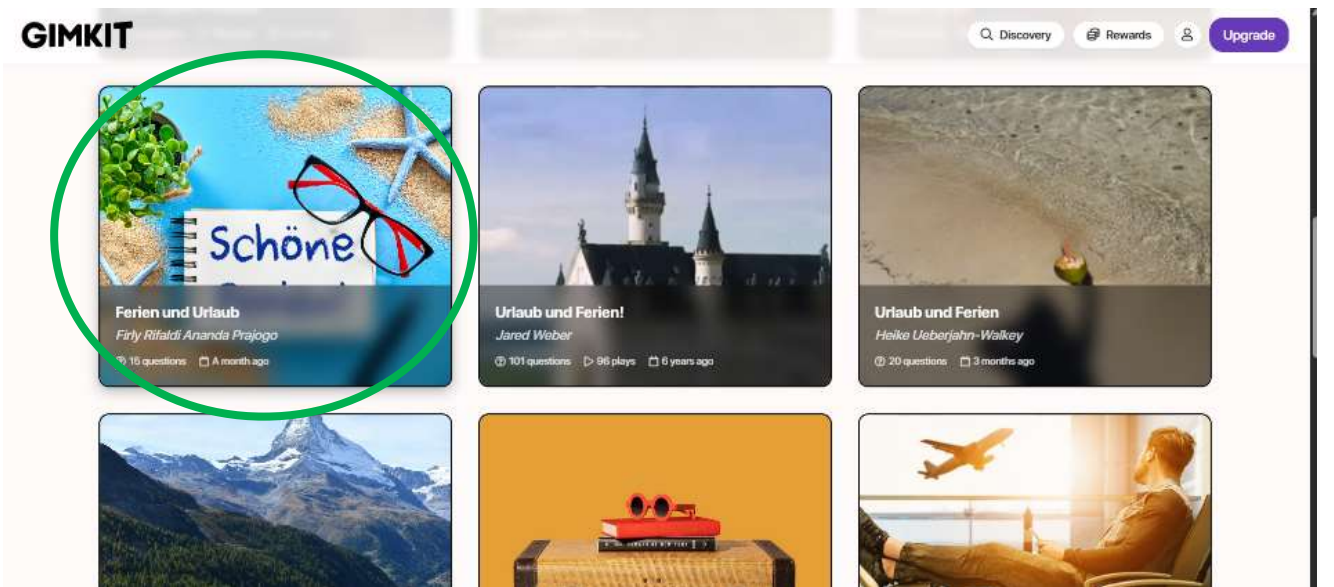 GIMKIT
Discovery
Rewards
Upgrade
Schöne
Ferien und Urlaub
Firly Rifaldi Ananda Prajogo
15 questions A month ago
Urlaub und Ferien!
Jared Weber
101 questions 96 plays 6 years ago
Urlaub und Ferien
Heike Ueberjahn-Walkey
20 questions 3 months ago